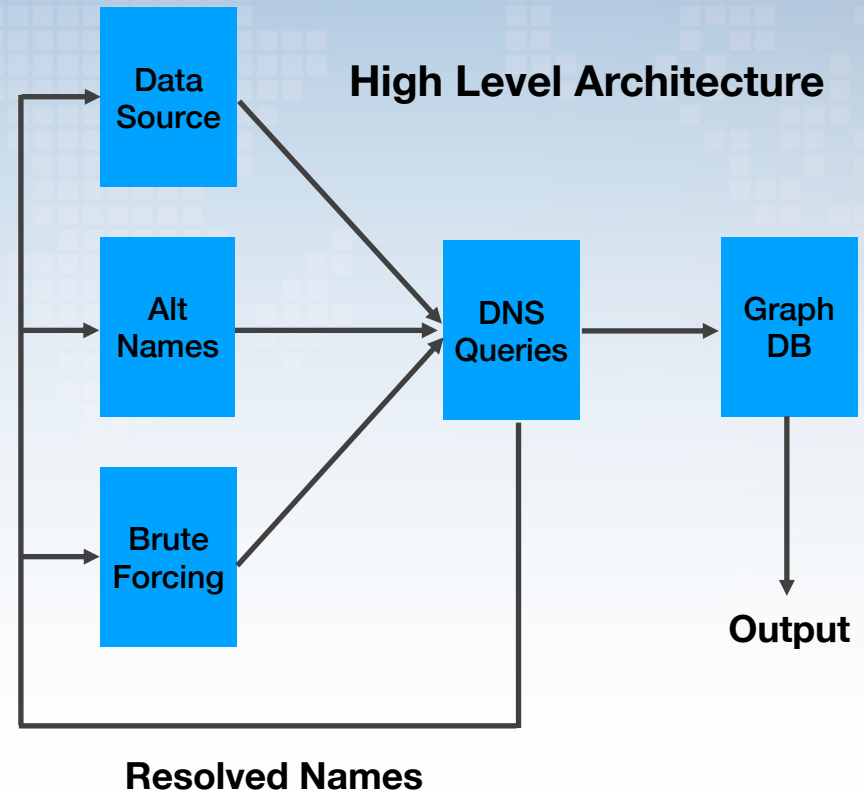 High Level Architecture
Data
Source
Alt
Names
Brute
Forcing
DNS
Queries
Graph
DB
Output
Resolved Names